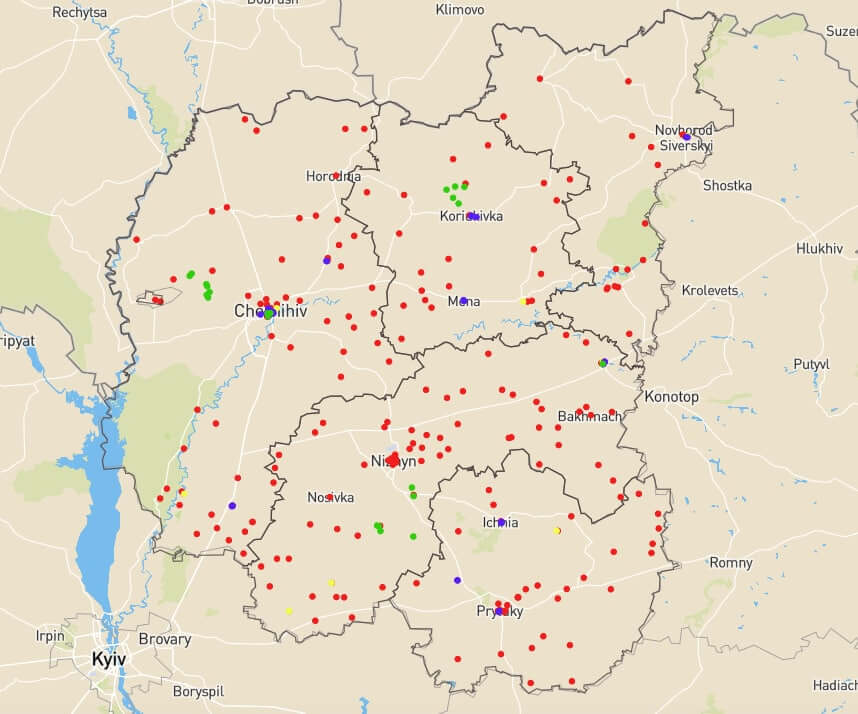 Rechytsa
Dobrush
Klimovo
Suzem
Novhorod-
Siverskyi
Horodnia
Shostka
Koriukivka
Hlukhiv
Mena
Krolevets
Chernihiv
ripyat
Putyvl
Konotop
Bakhmach
Nizhyn
Nosivka
Ichnia
Romny
Pryluky
Irpin
Brovary
Kyiv
Boryspil
Hadiach